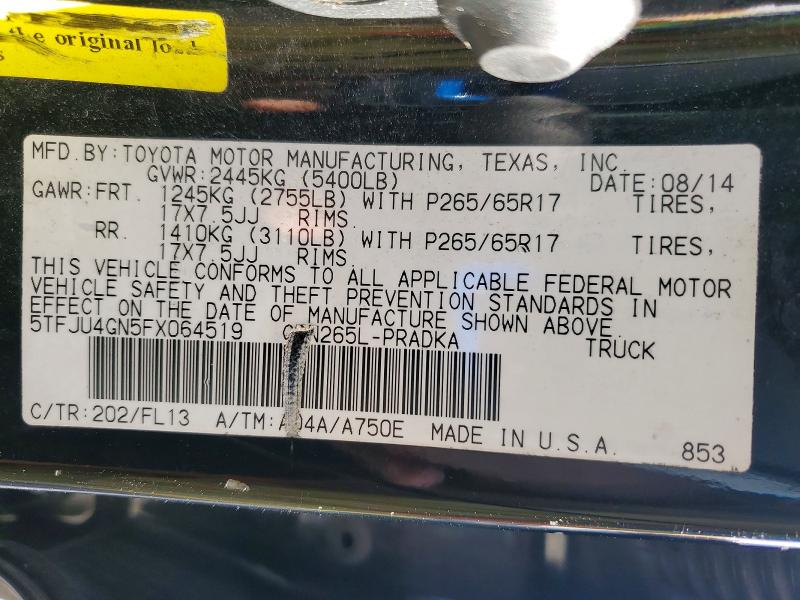 the original load
MFD.BY:TOYOTA MOTOR MANUFACTURING, TEXAS, INC.
GVWR:2445KG (5400LB) DATE:08/14
GAWR:FRT. 1245KG (2755LB) WITH P265/65R17 TIRES,
17X7.5JJ RIMS
RR. 1410KG (3110LB) WITH P265/65R17 TIRES,
17X7.5JJ RIMS
THIS VEHICLE CONFORMS TO ALL APPLICABLE FEDERAL MOTOR
VEHICLE SAFETY AND THEFT PREVENTION STANDARDS IN
EFFECT ON THE DATE OF MANUFACTURE SHOWN ABOVE.
5TFJU4GN5FX064519 265L-PRADKA TRUCK
C/TR:202/FL13 A/TM: 04A/A750E MADE IN U.S.A. 853